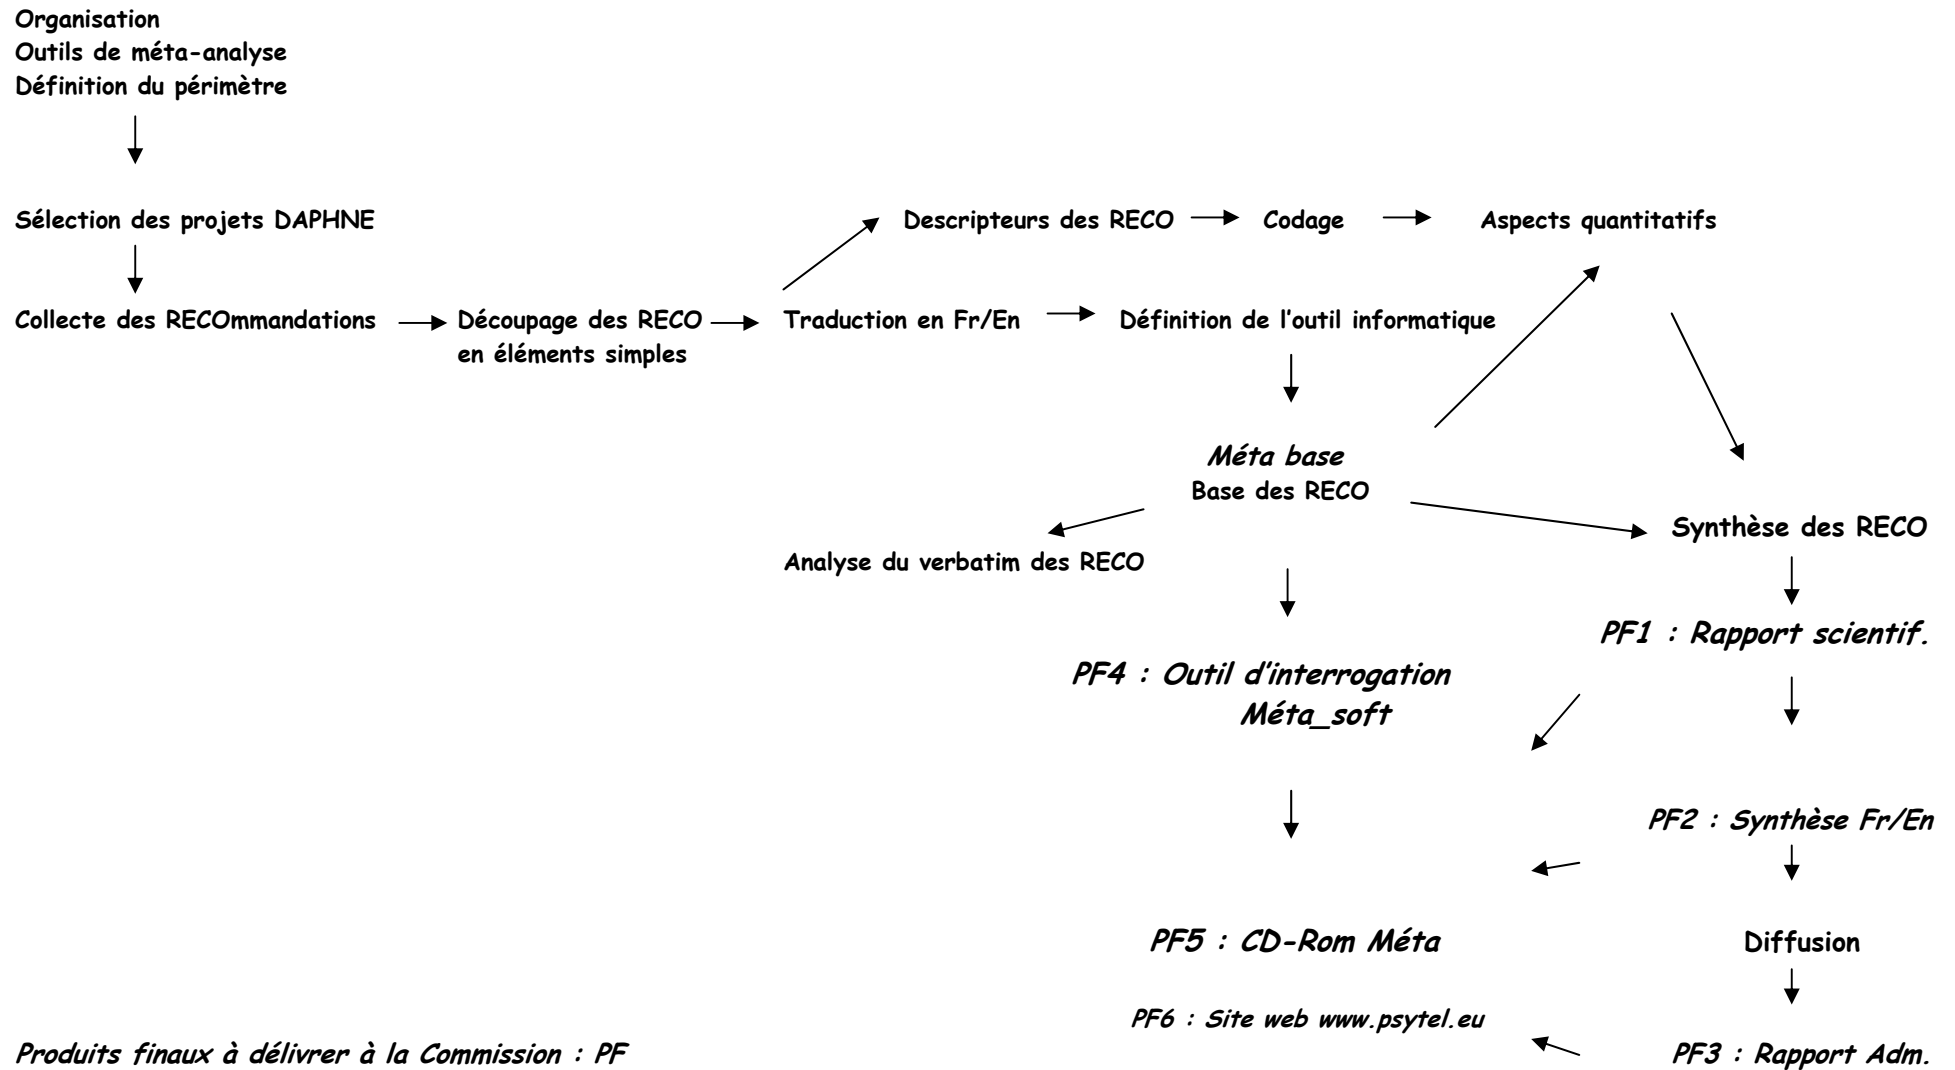 Organisation
Outils de méta-analyse
Définition du périmètre
Sélection des projets DAPHNE
Descripteurs des RECO
Codage
Aspects quantitatifs
Collecte des RECOmmandations
Découpage des RECO
en éléments simples
Traduction en Fr/En
Définition de l'outil informatique
Méta base
Base des RECO
Analyse du verbatim des RECO
Synthèse des RECO
PF1 : Rapport scientif.
PF4 : Outil d'interrogation
Méta_soft
PF2 : Synthèse Fr/En
PF5 : CD-Rom Méta
Diffusion
PF6 : Site web www.psytel.eu
Produits finaux à délivrer à la Commission : PF
PF3 : Rapport Adm.